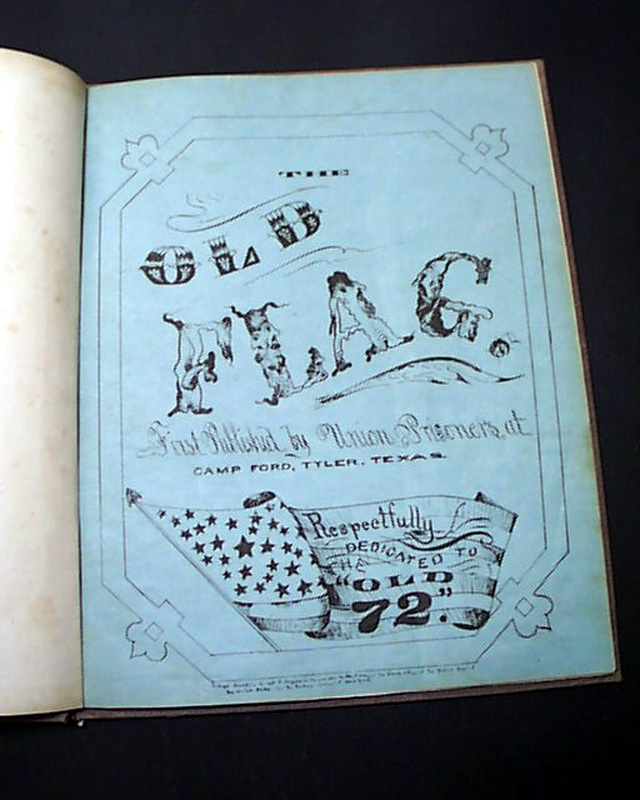 THE
OLD
FLAG.
First Published by Union Prisoners, at
CAMP FORD, TYLER, TEXAS.
Respectfully
DEDICATED TO
THE
"OLD
72."